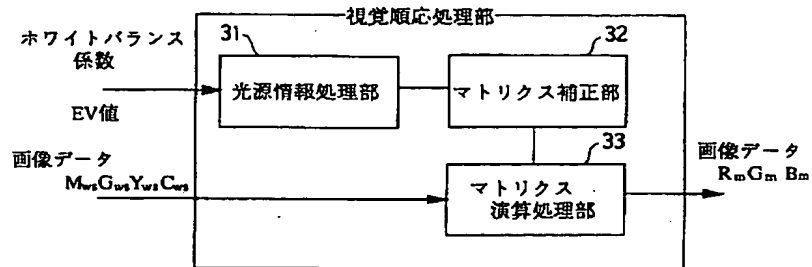 視覚順応処理部
ホワイトバランス
係数
EV値
31
光源情報処理部
32
マトリクス補正部
画像データ
MwsGwsYwsCws
33
マトリクス
演算処理部
画像データ
RmGm Bm